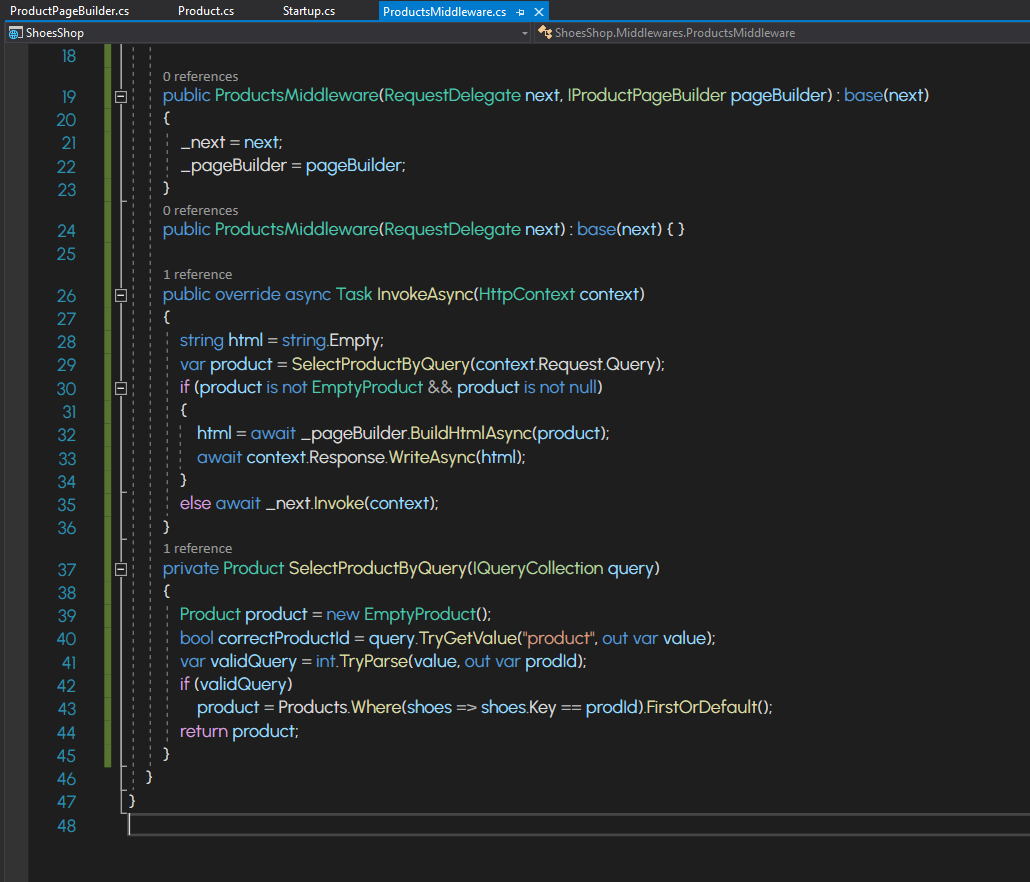 ProductPageBuilder.cs Product.cs Startup.cs ProductsMiddleware.cs
ShoesShop ShoesShop.Middlewares.ProductsMiddleware
18
0 references
19 public ProductsMiddleware(RequestDelegate next, IProductPageBuilder pageBuilder) : base(next)
20 {
21 _next = next;
22 _pageBuilder = pageBuilder;
23 }
0 references
24 public ProductsMiddleware(RequestDelegate next) : base(next) { }
25
1 reference
26 public override async Task InvokeAsync(HttpContext context)
27 {
28 string html = string.Empty;
29 var product = SelectProductByQuery(context.Request.Query);
30 if (product is not EmptyProduct && product is not null)
31 {
32 html = await _pageBuilder.BuildHtmlAsync(product);
33 await context.Response.WriteAsync(html);
34 }
35 else await _next.Invoke(context);
36 }
1 reference
37 private Product SelectProductByQuery(IQueryCollection query)
38 {
39 Product product = new EmptyProduct();
40 bool correctProductId = query.TryGetValue("product", out var value);
41 var validQuery = int.TryParse(value, out var prodId);
42 if (validQuery)
43 product = Products.Where(shoes => shoes.Key == prodId).FirstOrDefault();
44 return product;
45 }
46 }
47 }
48